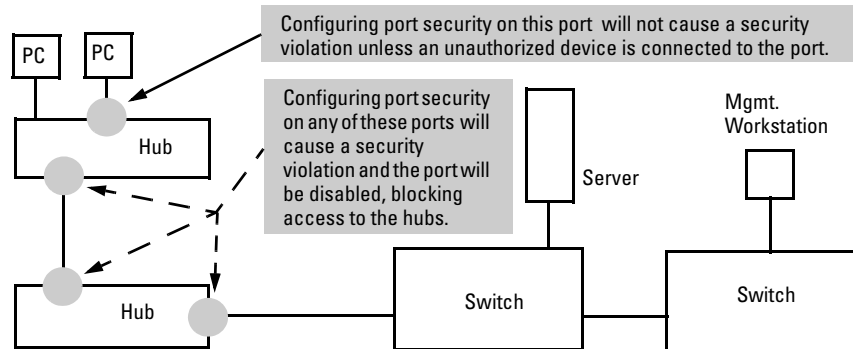 Configuring port security on this port will not cause a security
violation unless an unauthorized device is connected to the port.
PC
PC
Configuring port security
on any of these ports will
cause a security
violation and the port will
be disabled, blocking
access to the hubs.
Hub
Server
Mgmt.
Workstation
Hub
Switch
Switch